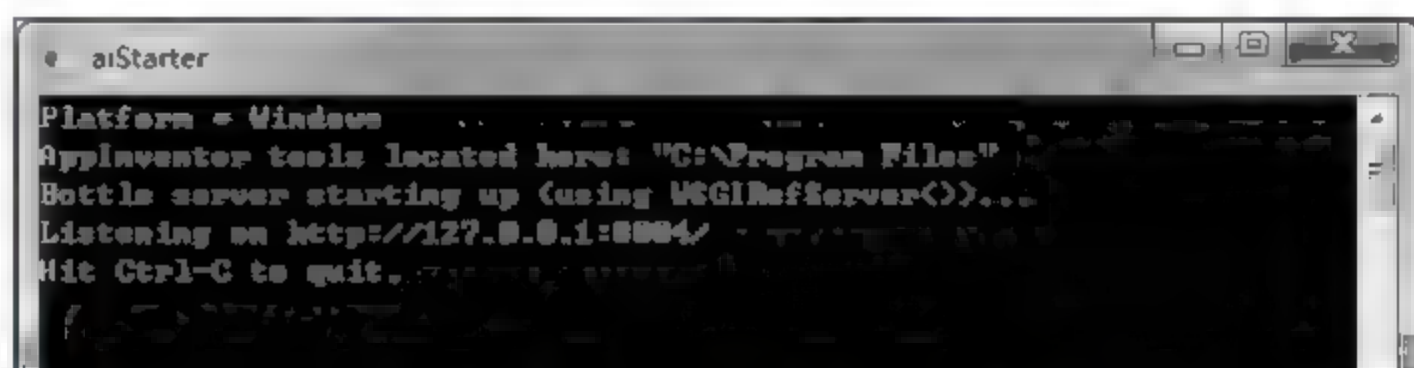 aiStarter
Platform = Windows
AppInventor tools located here: "C:\Program Files"
Bottle server starting up (using WSGIRefServer())...
Listening on http://127.0.0.1:8004/
Hit Ctrl-C to quit.